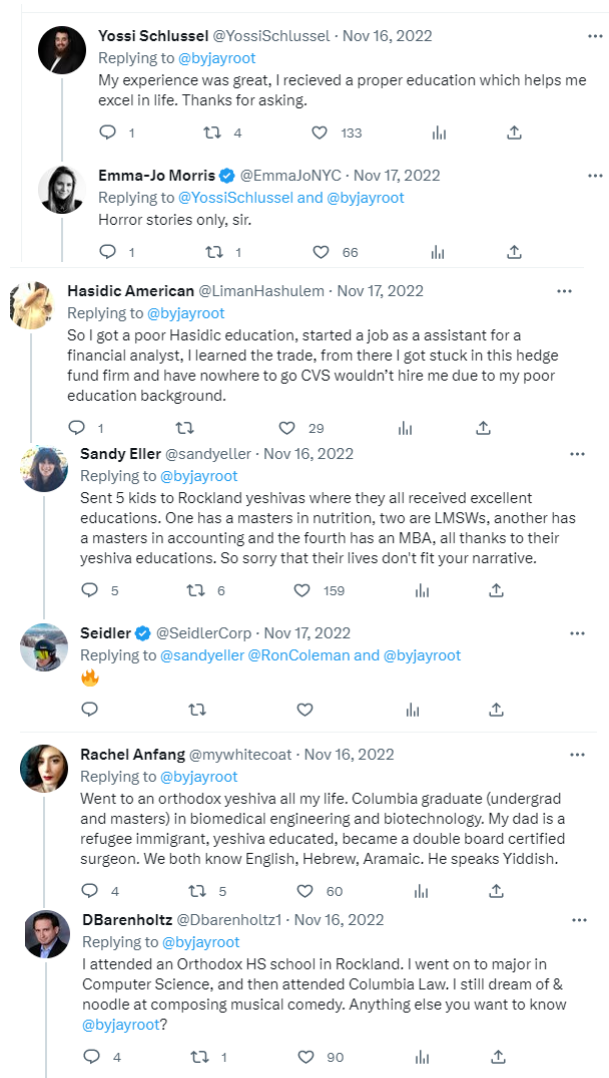 Yossi Schlussel @YossiSchlussel · Nov 16, 2022
Replying to @byjayroot
My experience was great, I recieved a proper education which helps me
excel in life. Thanks for asking.
1 4 133
Emma-Jo Morris @EmmaJoNYC · Nov 17, 2022
Replying to @YossiSchlussel and @byjayroot
Horror stories only, sir.
1 1 66
Hasidic American @LimanHashulem · Nov 17, 2022
Replying to @byjayroot
So I got a poor Hasidic education, started a job as a assistant for a
financial analyst, I learned the trade, from there I got stuck in this hedge
fund firm and have nowhere to go CVS wouldn't hire me due to my poor
education background.
1 29
Sandy Eller @sandyeller · Nov 16, 2022
Replying to @byjayroot
Sent 5 kids to Rockland yeshivas where they all received excellent
educations. One has a masters in nutrition, two are LMSWs, another has
a masters in accounting and the fourth has an MBA, all thanks to their
yeshiva educations. So sorry that their lives don't fit your narrative.
5 6 159
Seidler @SeidlerCorp · Nov 17, 2022
Replying to @sandyeller @RonColeman and @byjayroot
🔥
Rachel Anfang @mywhitecoat · Nov 16, 2022
Replying to @byjayroot
Went to an orthodox yeshiva all my life. Columbia graduate (undergrad
and masters) in biomedical engineering and biotechnology. My dad is a
refugee immigrant, yeshiva educated, became a double board certified
surgeon. We both know English, Hebrew, Aramaic. He speaks Yiddish.
4 5 60
DBarenholtz @Dbarenholtz1 · Nov 16, 2022
Replying to @byjayroot
I attended an Orthodox HS school in Rockland. I went on to major in
Computer Science, and then attended Columbia Law. I still dream of &
noodle at composing musical comedy. Anything else you want to know
@byjayroot?
4 1 90